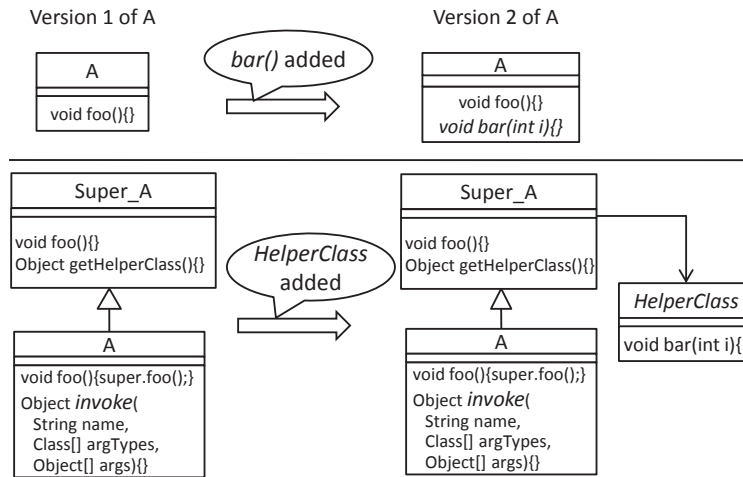 Version 1 of A
Version 2 of A
A
void foo(){}
bar() added
A
void foo(){}
void bar(int i){}
Super_A
void foo(){}
Object getHelperClass(){}
A
void foo(){super.foo();}
Object invoke(
String name,
Class[] argTypes,
Object[] args){}
HelperClass
added
Super_A
void foo(){}
Object getHelperClass(){}
A
void foo(){super.foo();}
Object invoke(
String name,
Class[] argTypes,
Object[] args){}
HelperClass
void bar(int i){